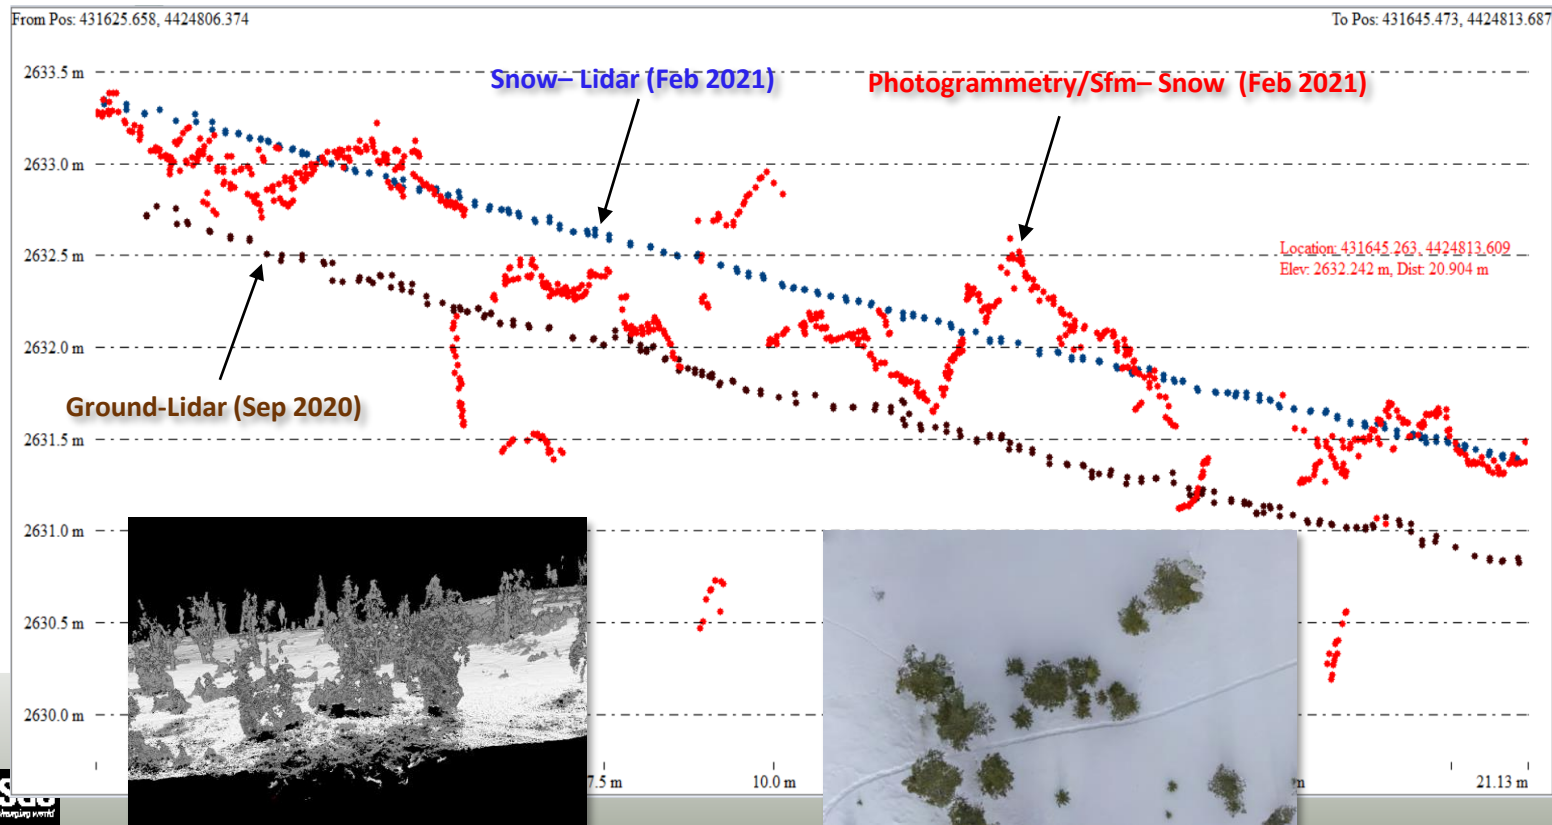 From Pos: 431625.658, 4424806.374
To Pos: 431645.473, 4424813.687
2633.5 m
Snow– Lidar (Feb 2021)
Photogrammetry/Sfm– Snow (Feb 2021)
2633.0 m
2632.5 m
Location: 431645.263, 4424813.609
Elev: 2632.242 m, Dist: 20.904 m
2632.0 m
Ground-Lidar (Sep 2020)
2631.5 m
2631.0 m
2630.5 m
2630.0 m
7.5 m
10.0 m
21.13 m